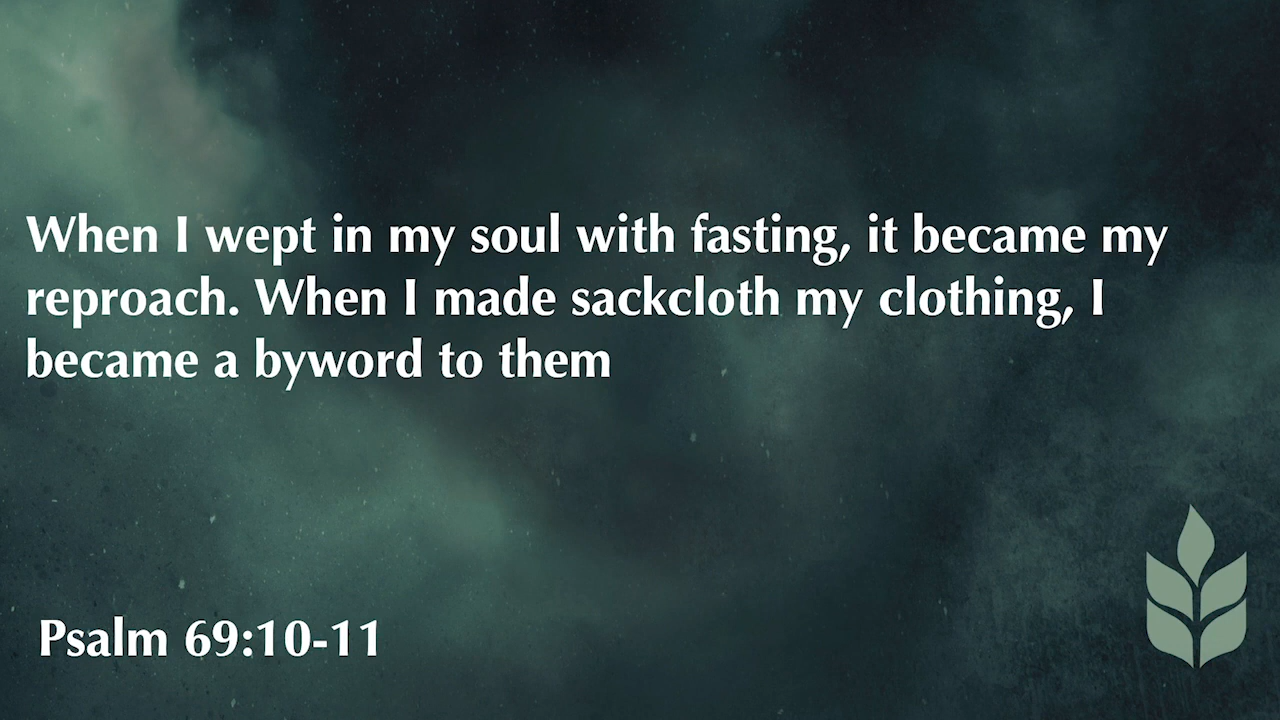 When I wept in my soul with fasting, it became my
reproach. When I made sackcloth my clothing, I
became a byword to them
Psalm 69:10-11